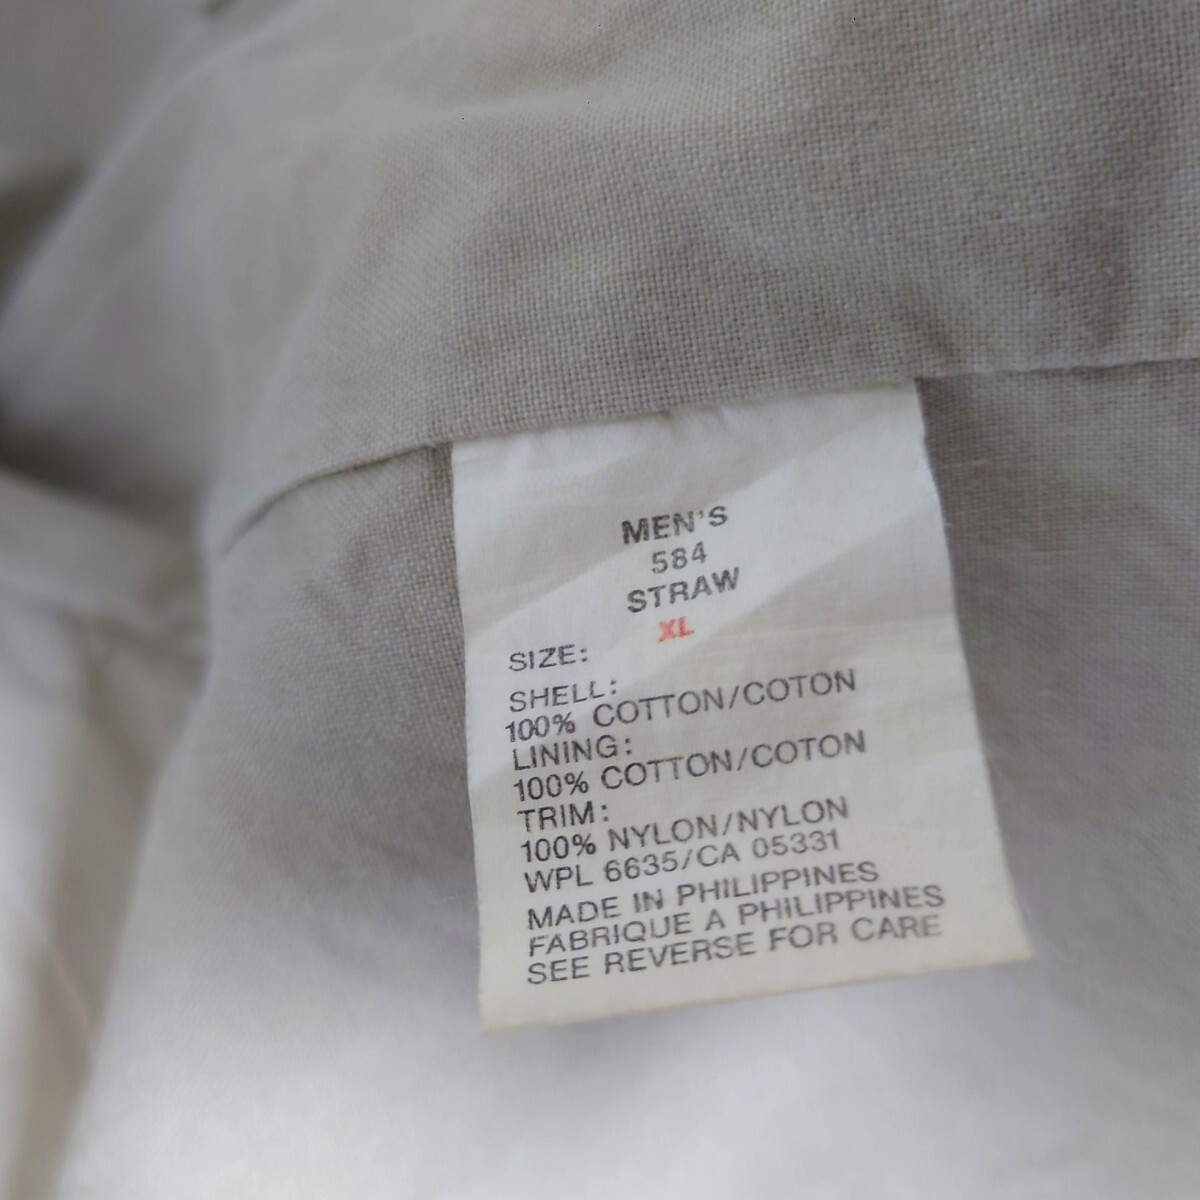 MEN'S
584
STRAW
XL
SIZE:
SHELL:
100% COTTON/COTON
LINING:
100% COTTON/COTON
TRIM:
100% NYLON/NYLON
WPL 6635/CA 05331
MADE IN PHILIPPINES
FABRIQUE A PHILIPPINES
SEE REVERSE FOR CARE